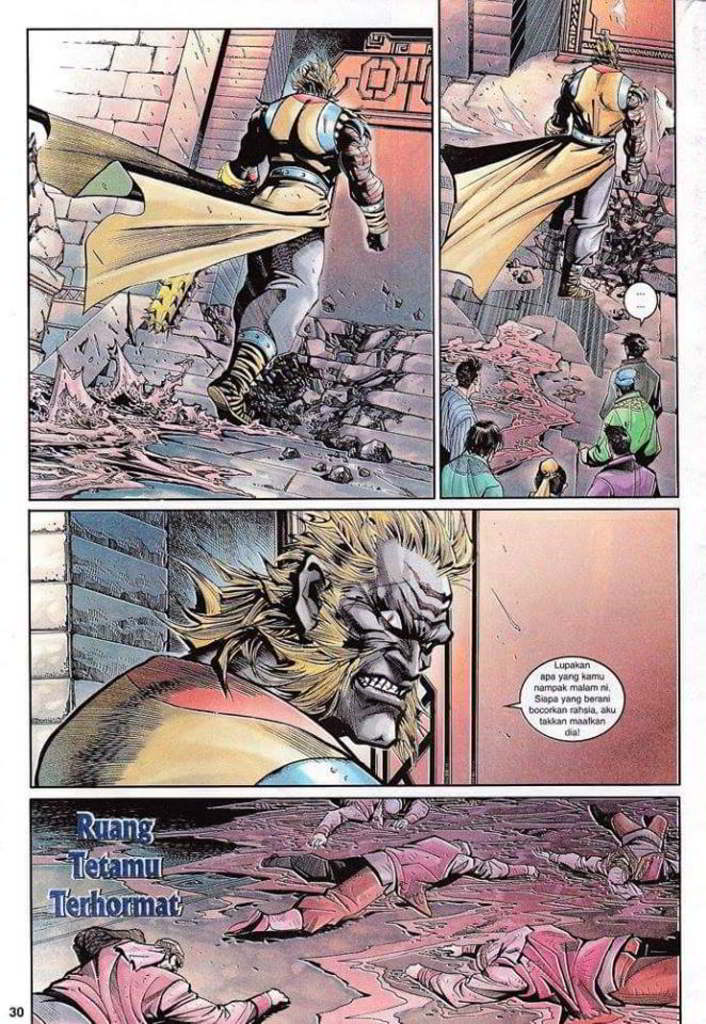 ...
...
Lupakan
apa yang kamu
nampak malam ni.
Siapa yang berani
bocorkan rahsia, aku
takkan maafkan
dia!
Ruang
Tetamu
Terhormat
30